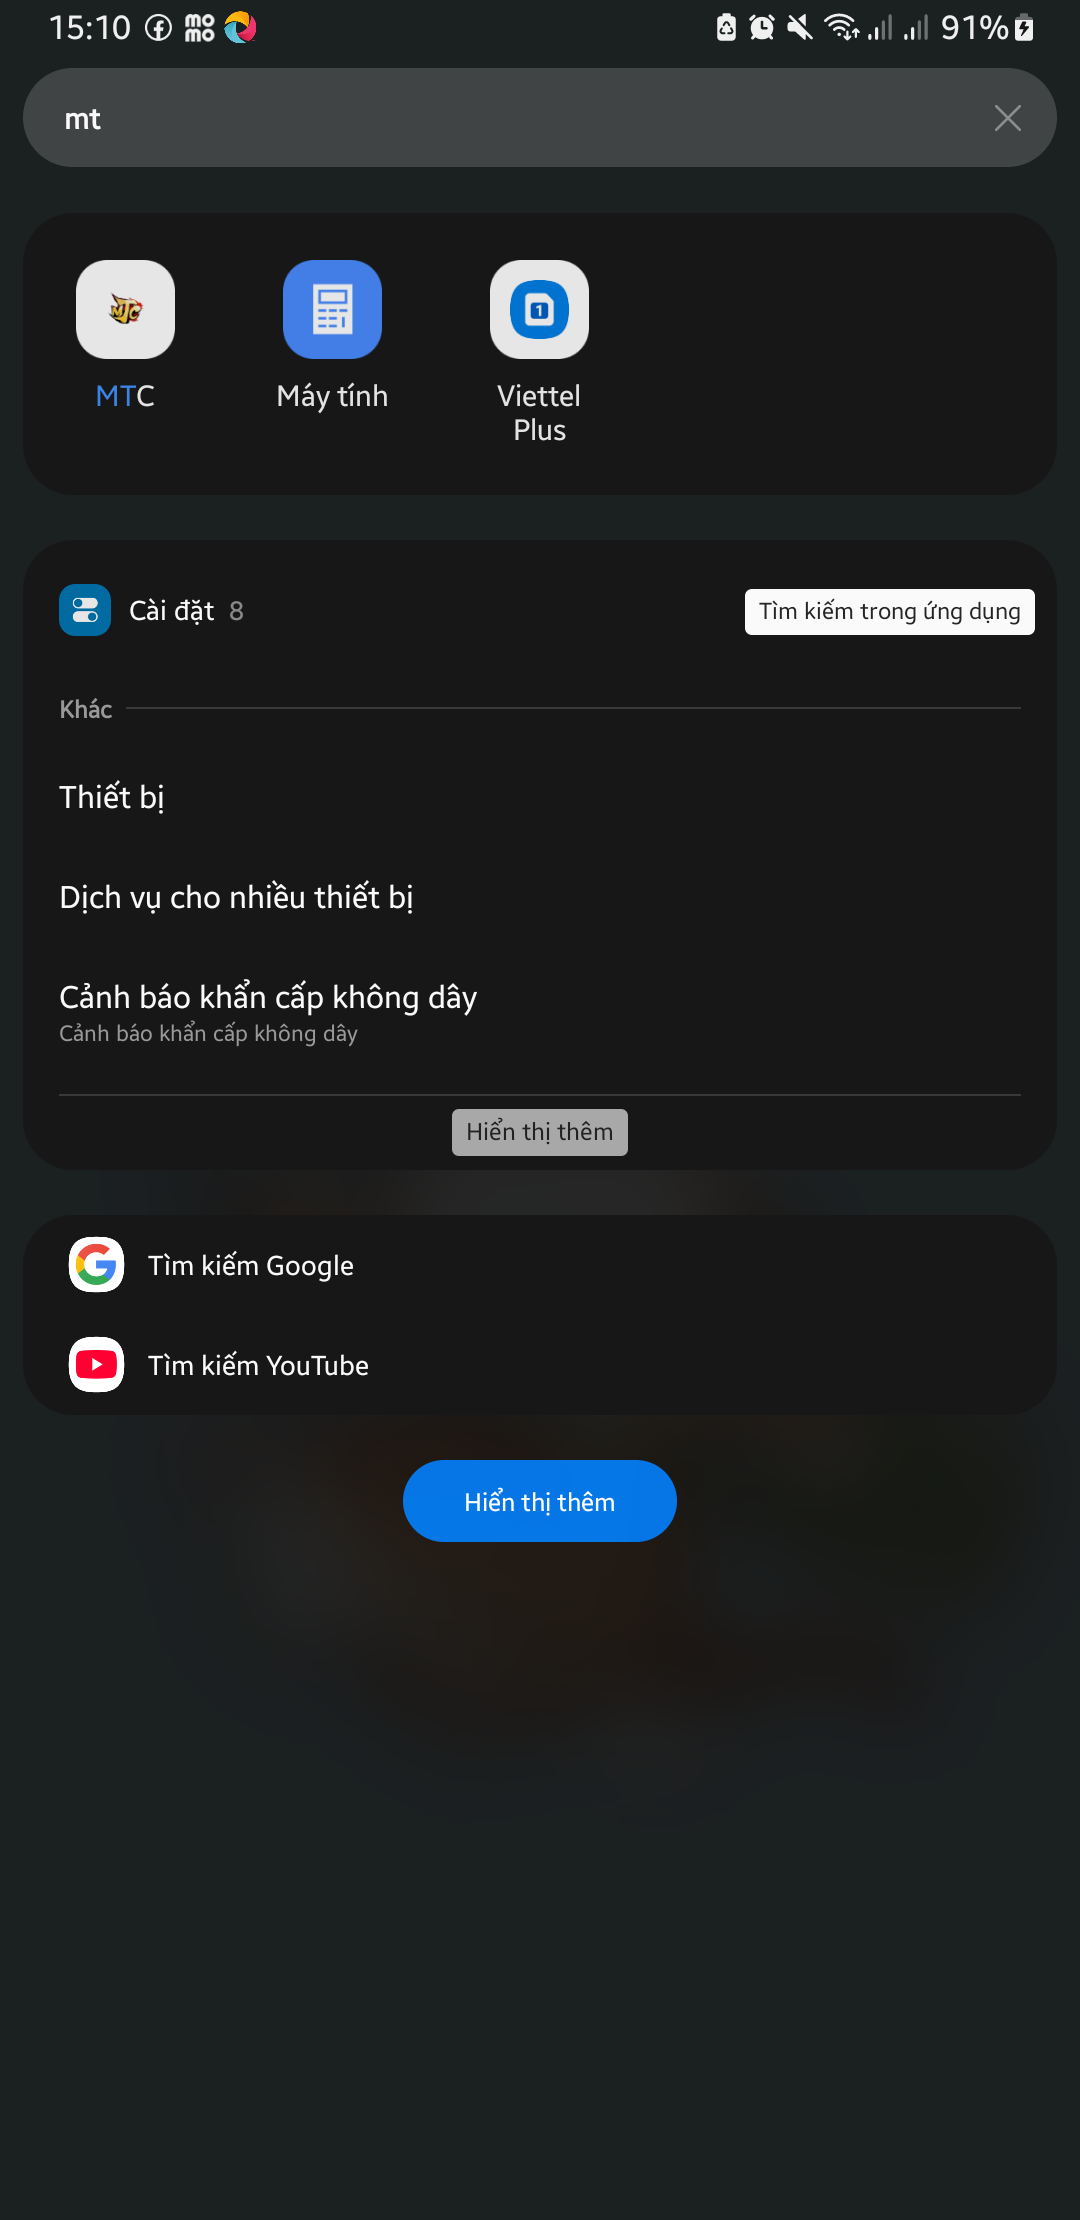 15:10
mo
mo
91%
mt
MTC
MTC
Máy tính
1
Viettel
Plus
Cài đặt 8
Tìm kiếm trong ứng dụng
Khác
Thiết bị
Dịch vụ cho nhiều thiết bị
Cảnh báo khẩn cấp không dây
Cảnh báo khẩn cấp không dây
Hiển thị thêm
Tìm kiếm Google
Tìm kiếm YouTube
Hiển thị thêm